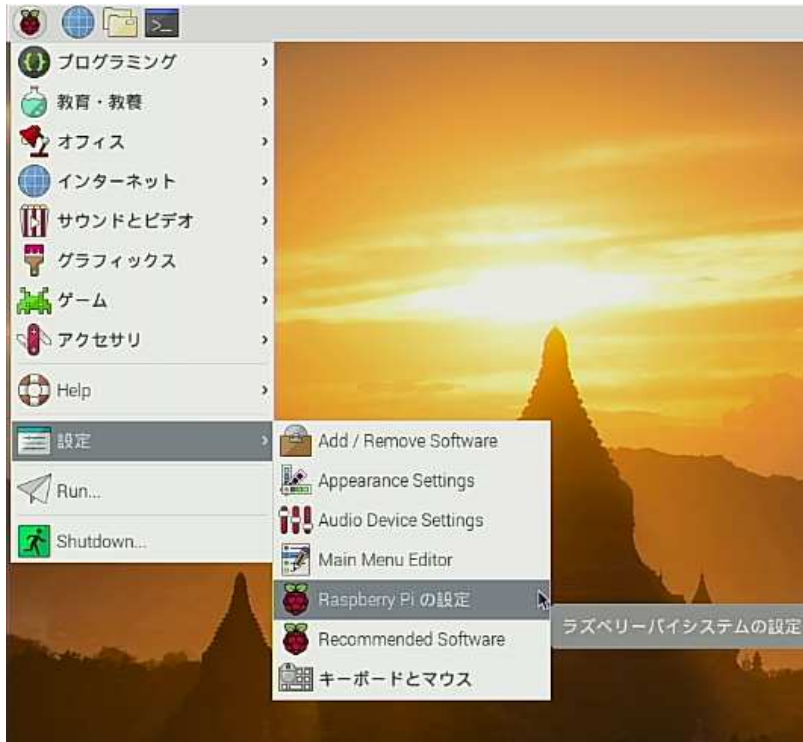 プログラミング
教育・教養
オフィス
インターネット
サウンドとビデオ
グラフィックス
ゲーム
アクセサリ
Help
設定
Run...
Shutdown...
Add / Remove Software
Appearance Settings
Audio Device Settings
Main Menu Editor
Raspberry Pi の設定
Recommended Software
キーボードとマウス
ラズベリーパイシステムの設定